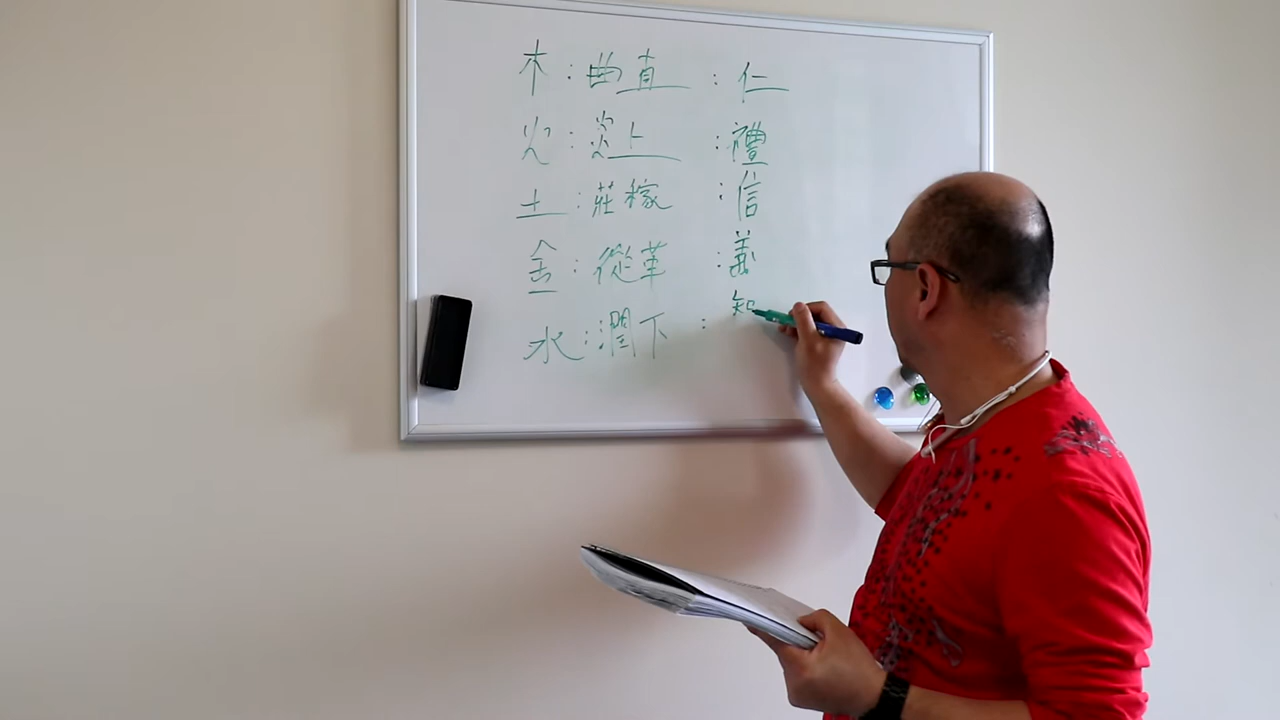 木：曲直：仁
火：炎上：禮
土：莊稼：信
金：從革：義
水：潤下：知